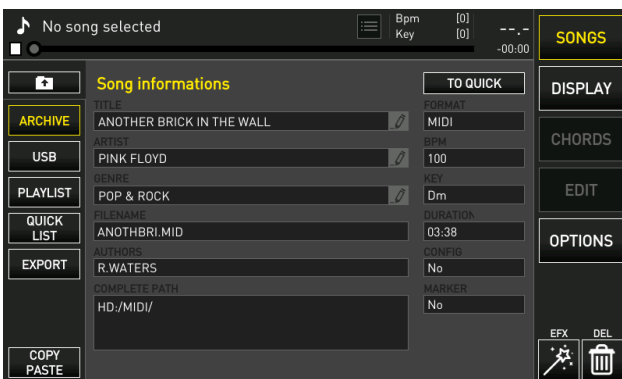 No song selected
Bpm [0]
Key [0]
--.-
-00:00
SONGS
Song informations
TO QUICK
DISPLAY
TITLE
FORMAT
ARCHIVE
ANOTHER BRICK IN THE WALL
MIDI
ARTIST
BPM
CHORDS
USB
PINK FLOYD
100
GENRE
KEY
PLAYLIST
POP & ROCK
Dm
EDIT
QUICK
LIST
FILENAME
DURATION
ANOTHBRI.MID
03:38
OPTIONS
AUTHORS
CONFIG
EXPORT
R.WATERS
No
COMPLETE PATH
MARKER
HD:/MIDI/
No
EFX DEL
COPY
PASTE